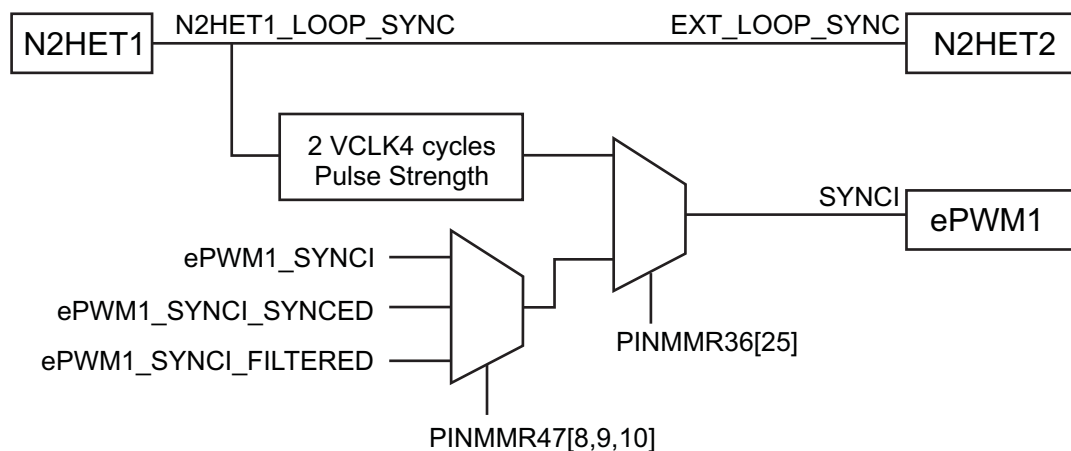 N2HET1
N2HET1_LOOP_SYNC
EXT_LOOP_SYNC
N2HET2
2 VCLK4 cycles
Pulse Strength
SYNCI
ePWM1
ePWM1_SYNCI
ePWM1_SYNCI_SYNCED
ePWM1_SYNCI_FILTERED
PINMMR36[25]
PINMMR47[8,9,10]